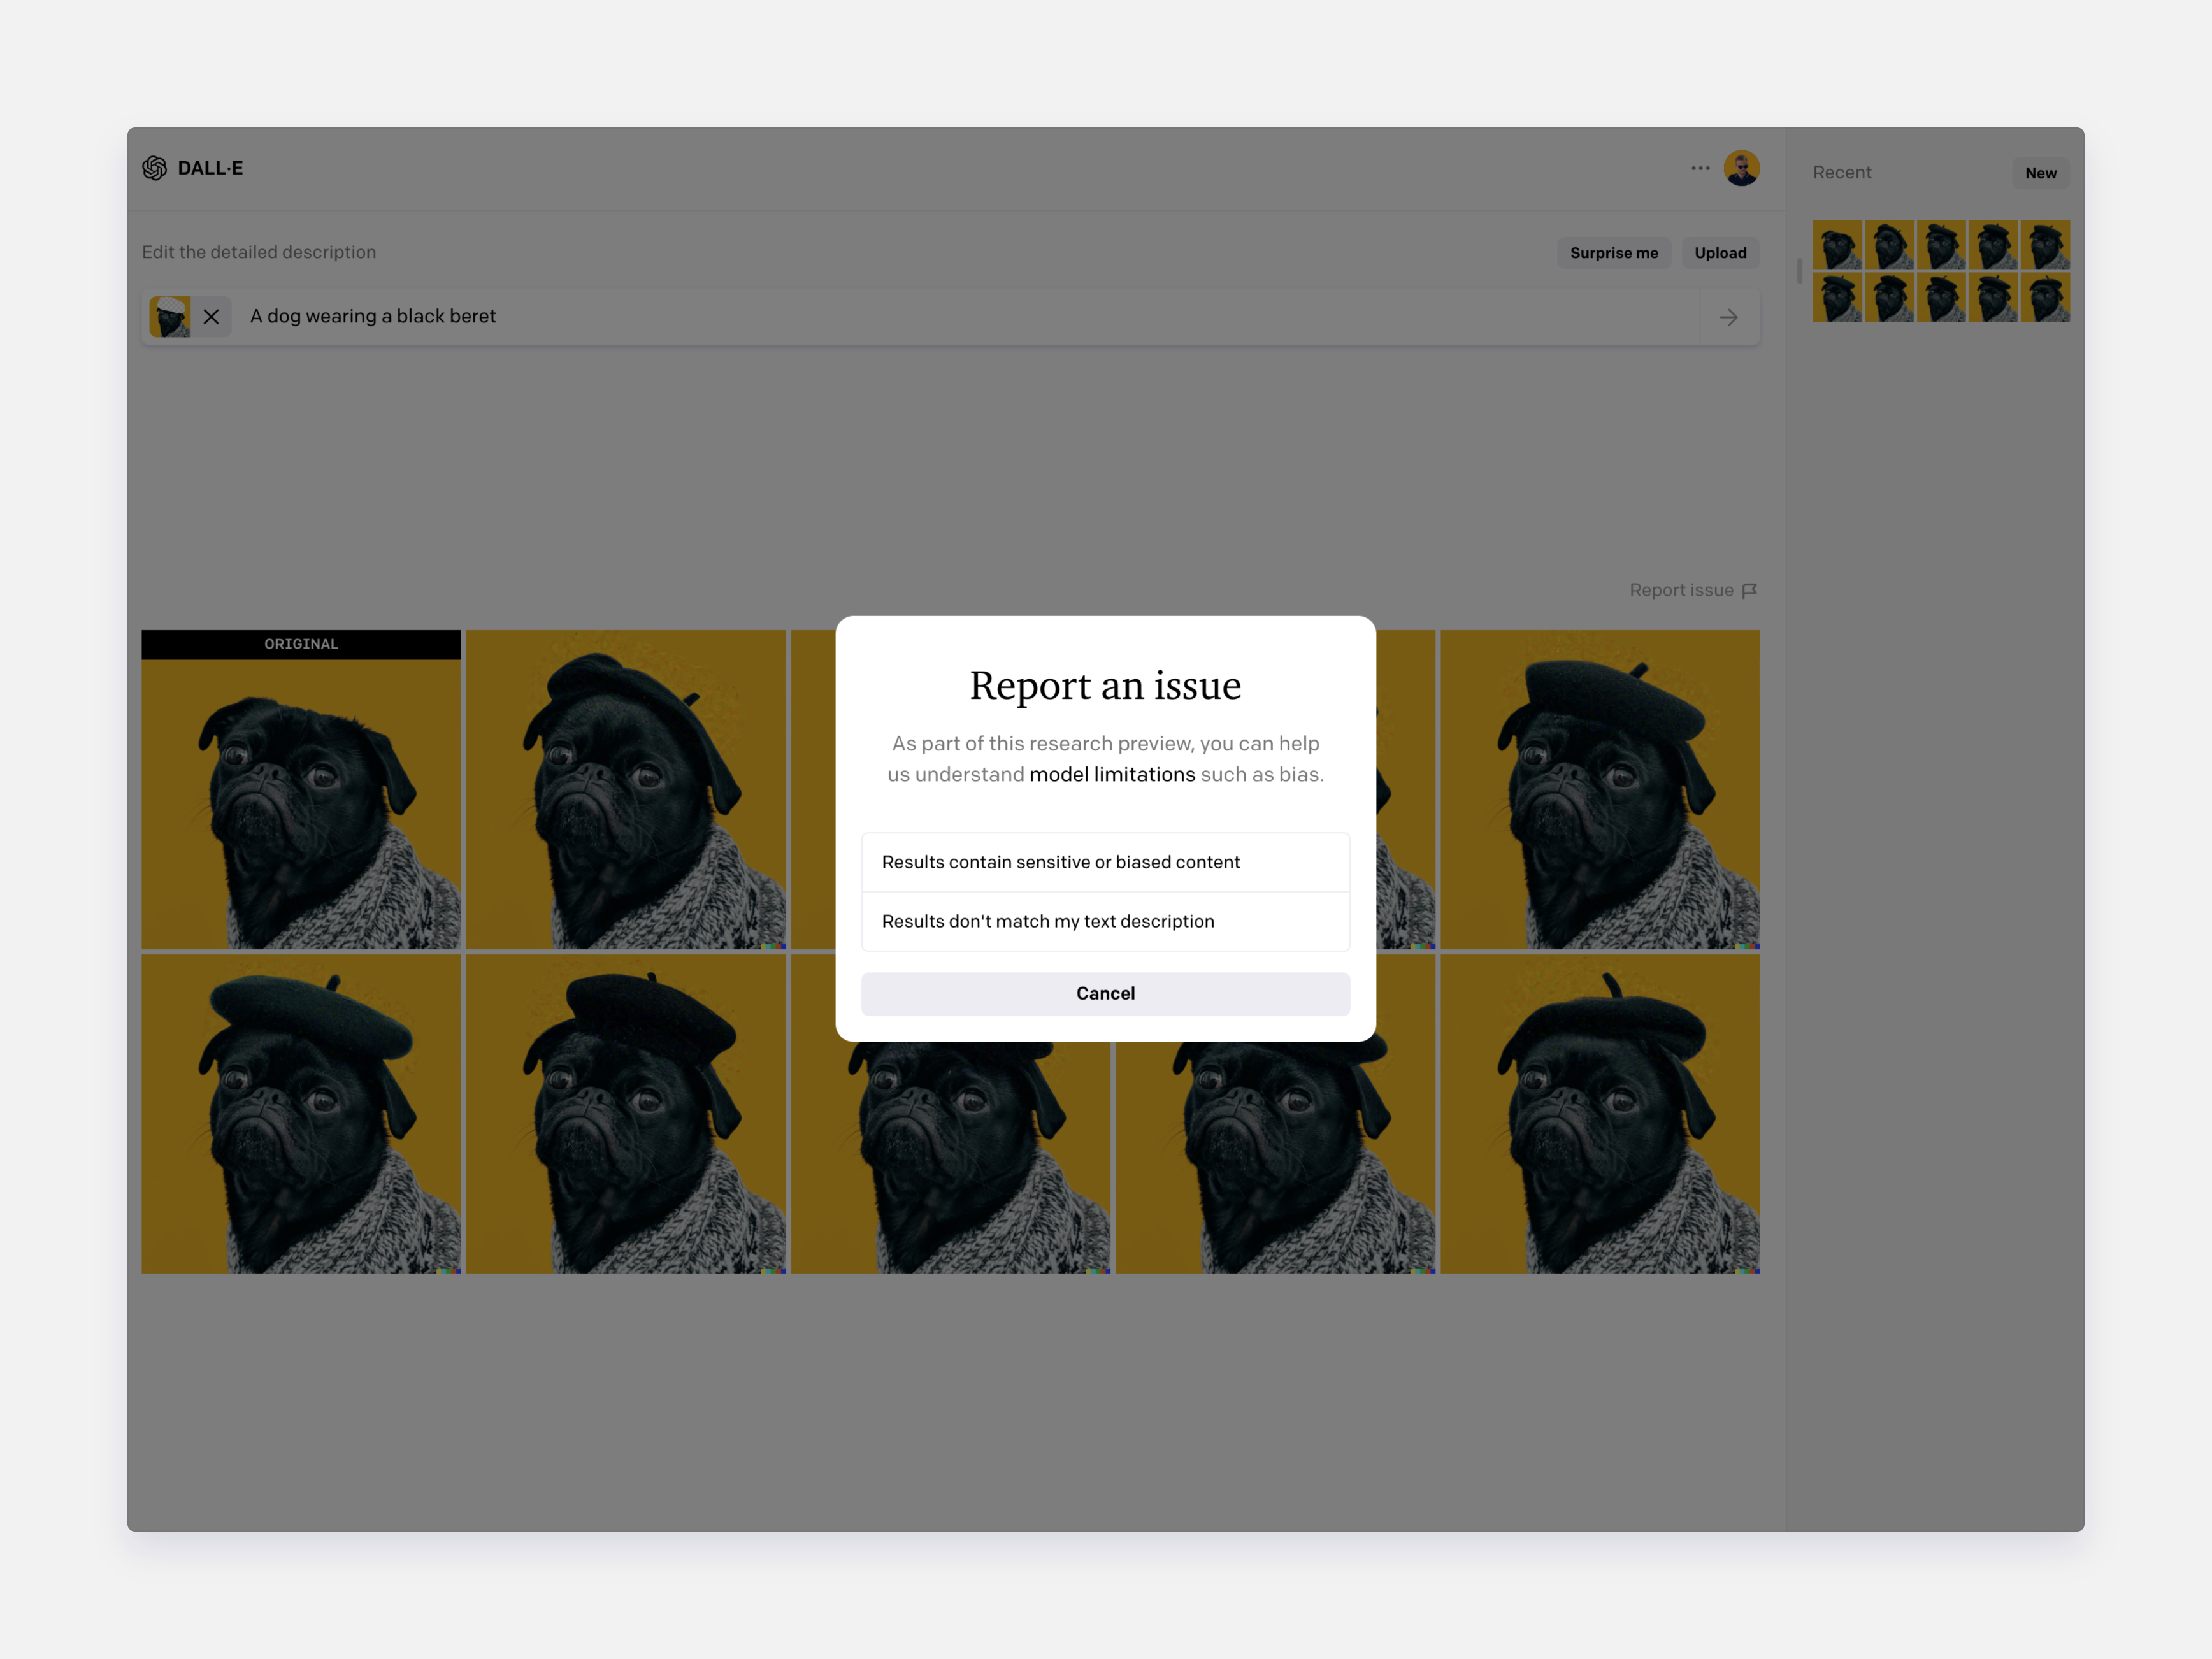 DALL·E
Recent
New
Edit the detailed description
Surprise me
Upload
A dog wearing a black beret
Report issue
ORIGINAL
Report an issue
As part of this research preview, you can help
us understand model limitations such as bias.
Results contain sensitive or biased content
Results don't match my text description
Cancel